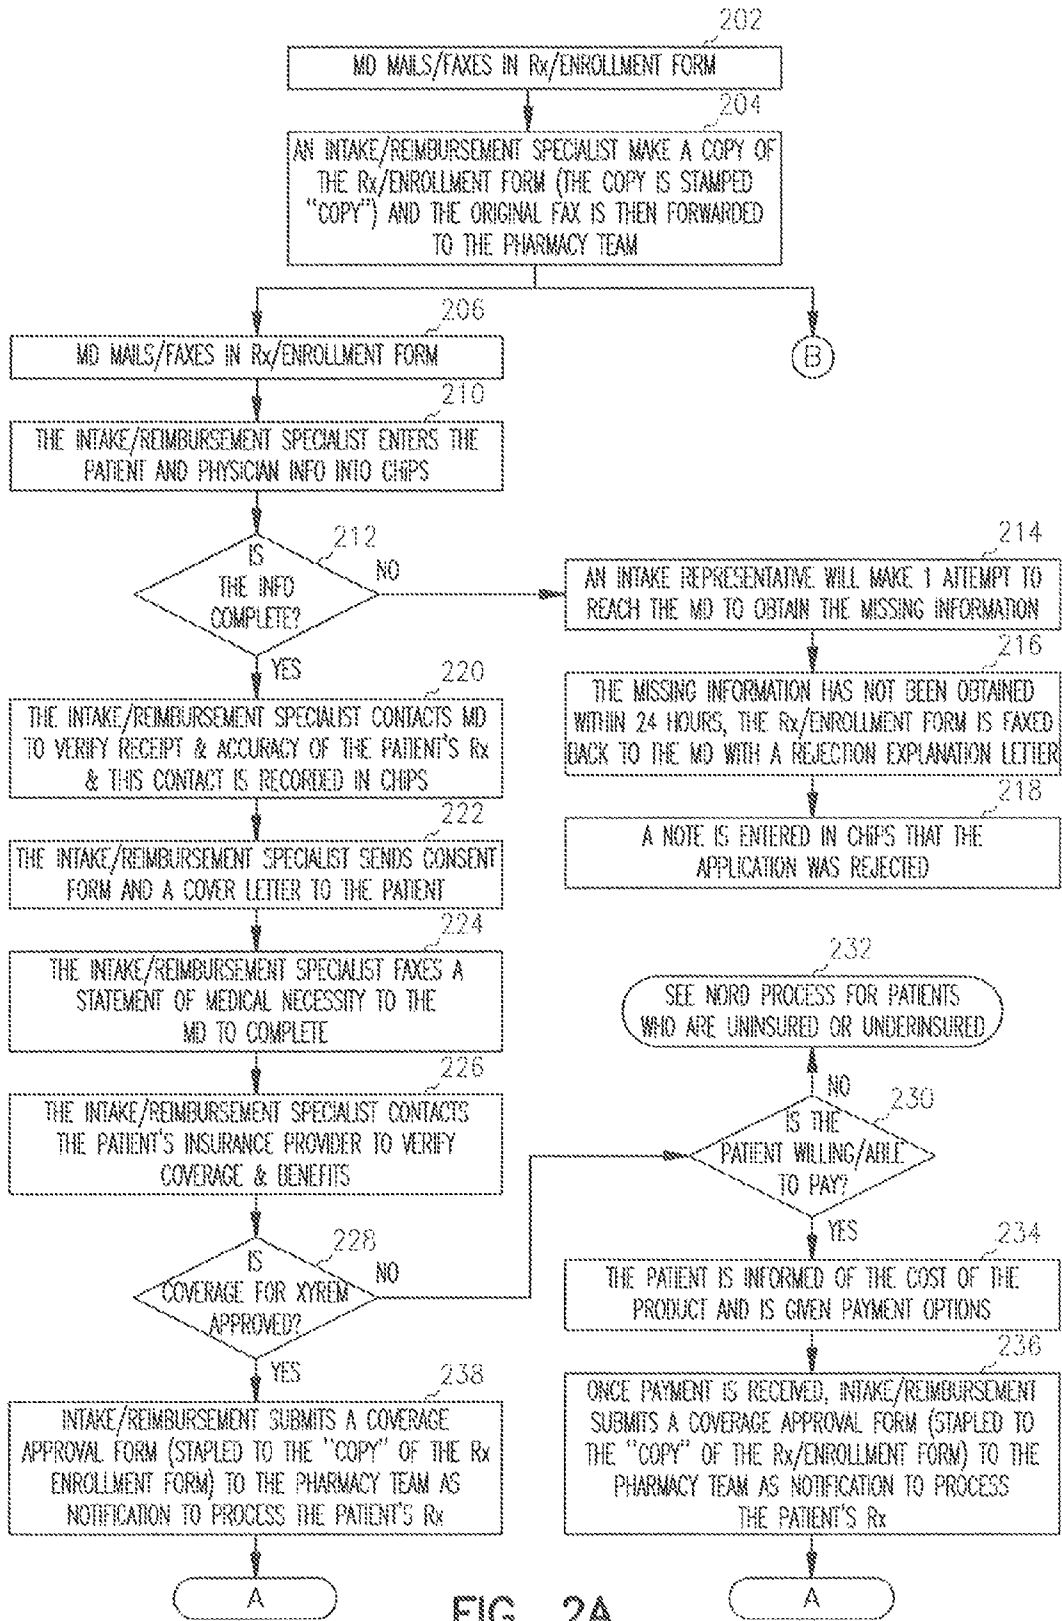 202
MD MAILS/FAXES IN Rx/ENROLLMENT FORM
204
AN INTAKE/REIMBURSEMENT SPECIALIST MAKE A COPY OF
THE Rx/ENROLLMENT FORM (THE COPY IS STAMPED
"COPY") AND THE ORIGINAL FAX IS THEN FORWARDED
TO THE PHARMACY TEAM
206
MD MAILS/FAXES IN Rx/ENROLLMENT FORM
B
210
THE INTAKE/REIMBURSEMENT SPECIALIST ENTERS THE
PATIENT AND PHYSICIAN INFO INTO CHIPS
212
IS
THE INFO
COMPLETE?
NO
YES
214
AN INTAKE REPRESENTATIVE WILL MAKE 1 ATTEMPT TO
REACH THE MD TO OBTAIN THE MISSING INFORMATION
216
THE MISSING INFORMATION HAS NOT BEEN OBTAINED
WITHIN 24 HOURS, THE Rx/ENROLLMENT FORM IS FAXED
BACK TO THE MD WITH A REJECTION EXPLANATION LETTER
218
A NOTE IS ENTERED IN CHIPS THAT THE
APPLICATION WAS REJECTED
220
THE INTAKE/REIMBURSEMENT SPECIALIST CONTACTS MD
TO VERIFY RECEIPT & ACCURACY OF THE PATIENT'S Rx
& THIS CONTACT IS RECORDED IN CHIPS
222
THE INTAKE/REIMBURSEMENT SPECIALIST SENDS CONSENT
FORM AND A COVER LETTER TO THE PATIENT
224
THE INTAKE/REIMBURSEMENT SPECIALIST FAXES A
STATEMENT OF MEDICAL NECESSITY TO THE
MD TO COMPLETE
226
THE INTAKE/REIMBURSEMENT SPECIALIST CONTACTS
THE PATIENT'S INSURANCE PROVIDER TO VERIFY
COVERAGE & BENEFITS
228
IS
COVERAGE FOR XYREM
APPROVED?
NO
YES
232
SEE NORD PROCESS FOR PATIENTS
WHO ARE UNINSURED OR UNDERINSURED
NO
230
IS THE
PATIENT WILLING/ABLE
TO PAY?
YES
234
THE PATIENT IS INFORMED OF THE COST OF THE
PRODUCT AND IS GIVEN PAYMENT OPTIONS
236
ONCE PAYMENT IS RECEIVED, INTAKE/REIMBURSEMENT
SUBMITS A COVERAGE APPROVAL FORM (STAPLED TO
THE "COPY" OF THE Rx/ENROLLMENT FORM) TO THE
PHARMACY TEAM AS NOTIFICATION TO PROCESS
THE PATIENT'S Rx
238
INTAKE/REIMBURSEMENT SUBMITS A COVERAGE
APPROVAL FORM (STAPLED TO THE "COPY" OF THE Rx
ENROLLMENT FORM) TO THE PHARMACY TEAM AS
NOTIFICATION TO PROCESS THE PATIENT'S Rx
A
A
FIG. 2A